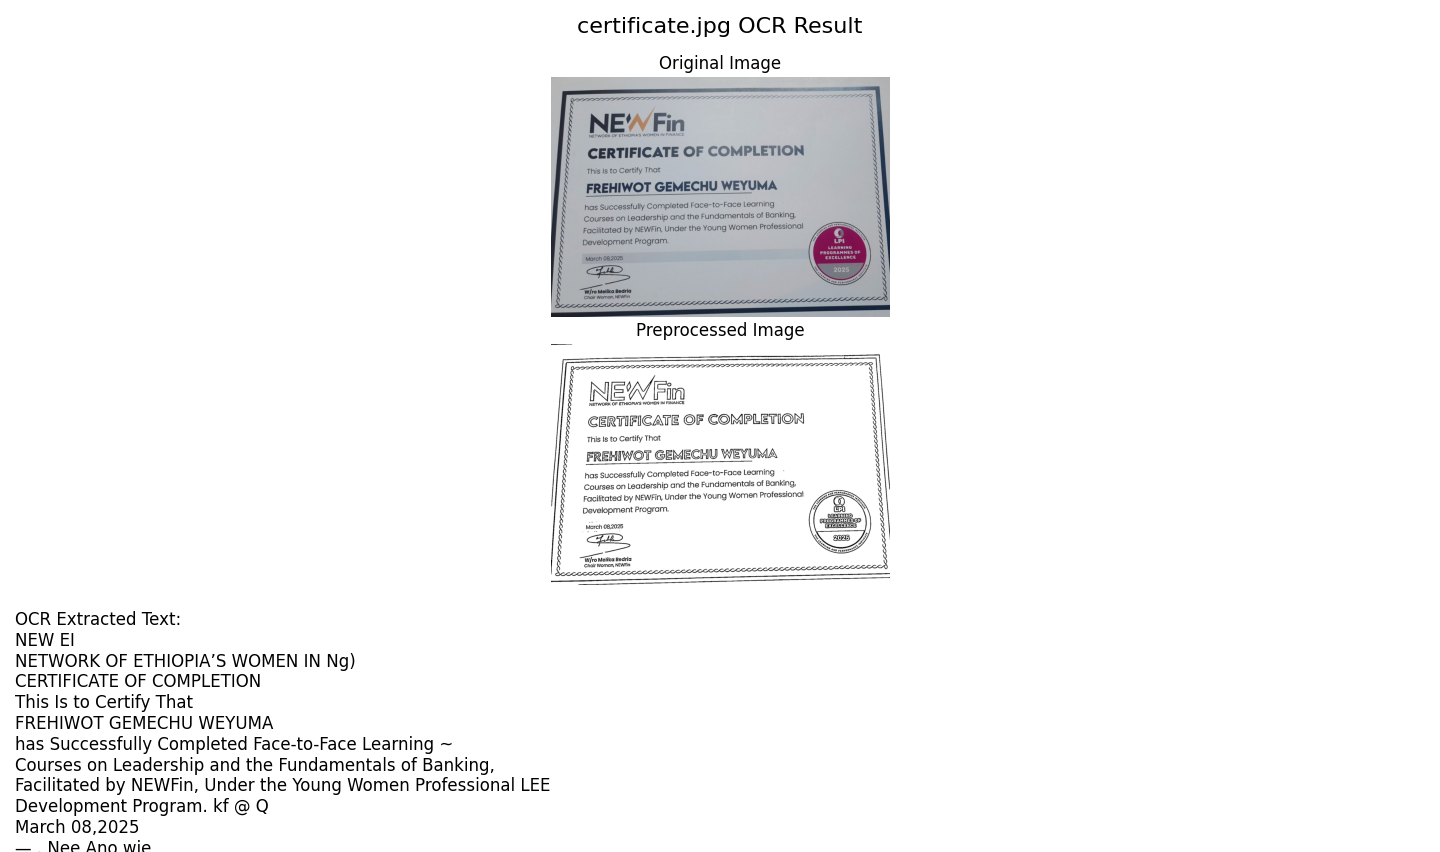 certificate.jpg OCR Result
Original Image
NEWFin
NETWORK OF ETHIOPIA'S WOMEN IN FINANCE
CERTIFICATE OF COMPLETION
This Is to Certify That
FREHIWOT GEMECHU WEYUMA
has Successfully Completed Face-to-Face Learning
Courses on Leadership and the Fundamentals of Banking,
Facilitated by NEWFin, Under the Young Women Professional
Development Program.
March 08,2025
W/ro Melika Bedria
Chair Woman, NEWFin
LPI
LEARNING
PROGRAMMES OF
EXCELLENCE
2025
Preprocessed Image
NEWFin
NETWORK OF ETHIOPIA'S WOMEN IN FINANCE
CERTIFICATE OF COMPLETION
This Is to Certify That
FREHIWOT GEMECHU WEYUMA
has Successfully Completed Face-to-Face Learning
Courses on Leadership and the Fundamentals of Banking,
Facilitated by NEWFin, Under the Young Women Professional
Development Program.
March 08,2025
W/ro Melika Bedria
Chair Woman, NEWFin
LPI
LEARNING
PROGRAMMES OF
EXCELLENCE
2025
OCR Extracted Text:
NEW EI
NETWORK OF ETHIOPIA’S WOMEN IN Ng)
CERTIFICATE OF COMPLETION
This Is to Certify That
FREHIWOT GEMECHU WEYUMA
has Successfully Completed Face-to-Face Learning ~
Courses on Leadership and the Fundamentals of Banking,
Facilitated by NEWFin, Under the Young Women Professional LEE
Development Program. kf @ Q
March 08,2025
— . Nee Ano wie